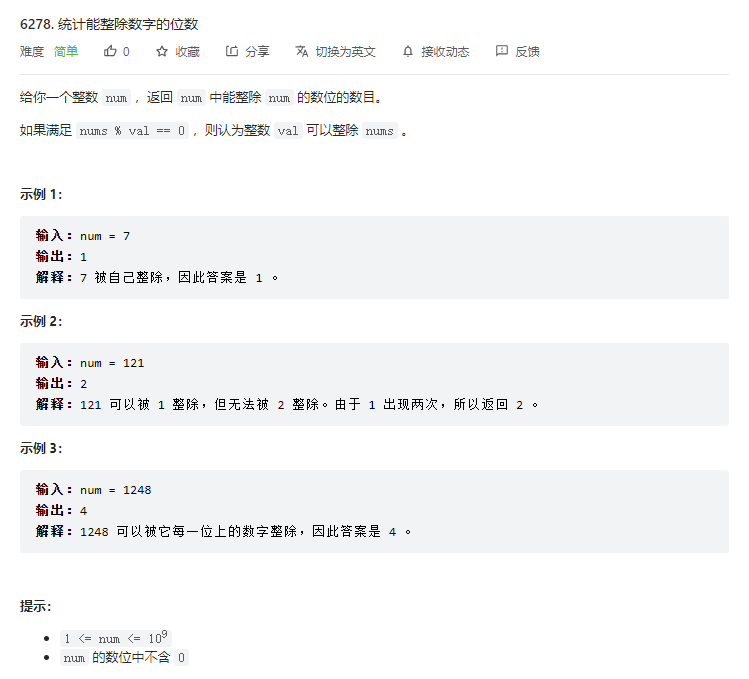 6278. 统计能整除数字的位数
难度 简单 0 收藏 分享 切换为英文 接收动态 反馈
给你一个整数 num ，返回 num 中能整除 num 的数位的数目。
如果满足 nums % val == 0 ，则认为整数 val 可以整除 nums 。
示例 1：
输入：num = 7
输出：1
解释：7 被自己整除，因此答案是 1 。
示例 2：
输入：num = 121
输出：2
解释：121 可以被 1 整除，但无法被 2 整除。由于 1 出现两次，所以返回 2 。
示例 3：
输入：num = 1248
输出：4
解释：1248 可以被它每一位上的数字整除，因此答案是 4 。
提示：
1 <= num <= 10⁹
num 的数位中不含 0